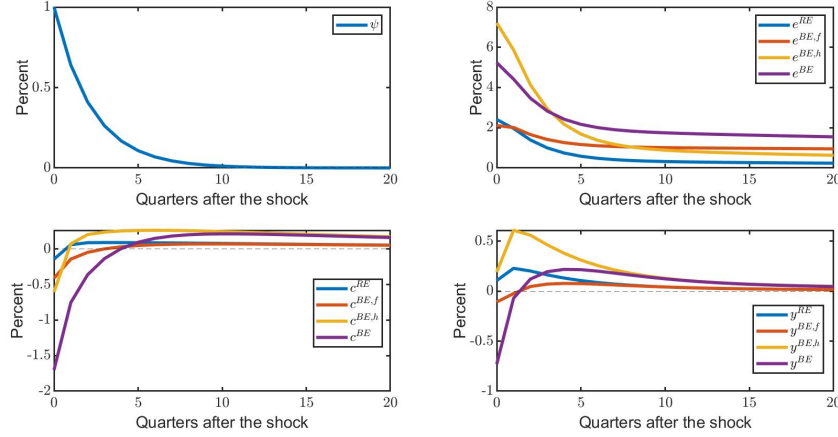 1
0.5
0
Percent
ψ
0 5 10 15 20
Quarters after the shock
8
6
4
2
0
Percent
e^{RE}
e^{BE,f}
e^{BE,h}
e^{BE}
0 5 10 15 20
Quarters after the shock
0
-0.5
-1
-1.5
-2
Percent
c^{RE}
c^{BE,f}
c^{BE,h}
c^{BE}
0 5 10 15 20
Quarters after the shock
0.5
0
-0.5
-1
Percent
y^{RE}
y^{BE,f}
y^{BE,h}
y^{BE}
0 5 10 15 20
Quarters after the shock